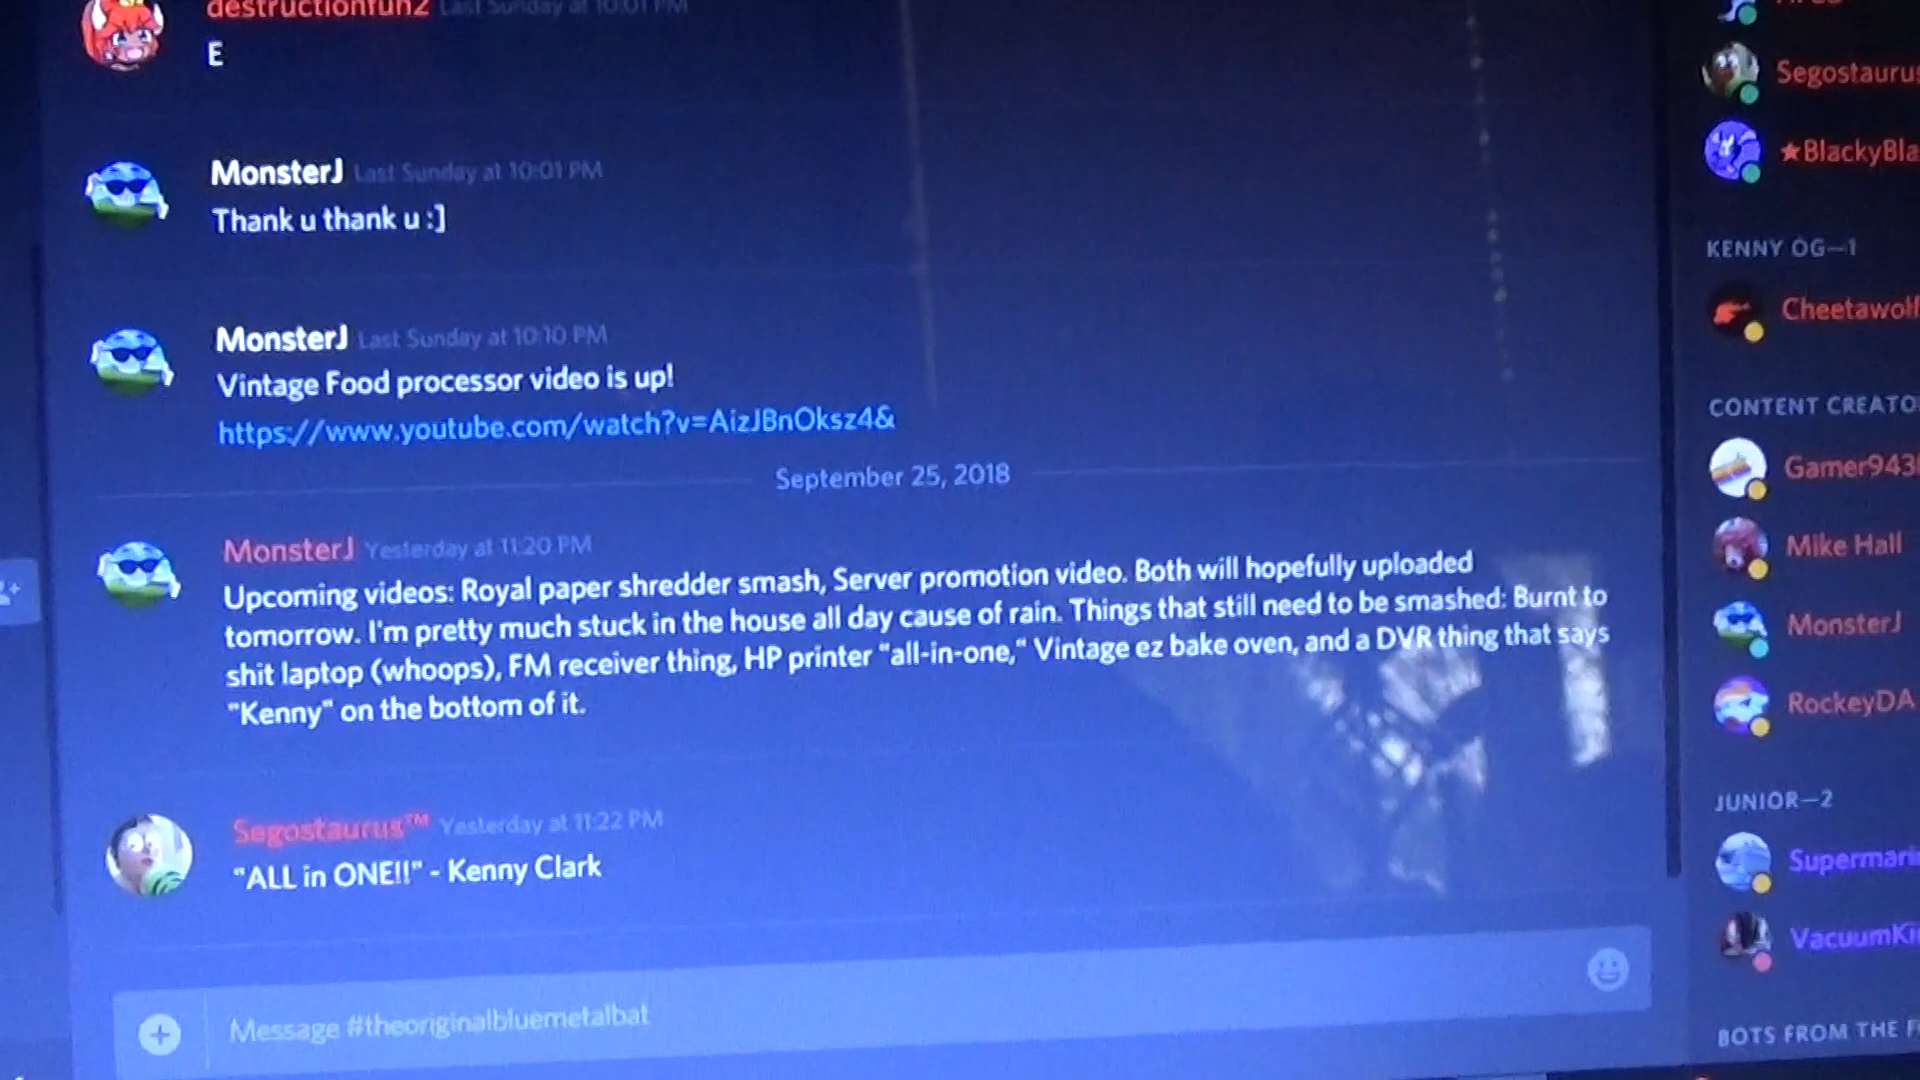 destructionfun2 Last Sunday at 10:01 PM
E
MonsterJ Last Sunday at 10:01 PM
Thank u thank u :]
MonsterJ Last Sunday at 10:10 PM
Vintage Food processor video is up!
https://www.youtube.com/watch?v=AizJBnOksz4&
September 25, 2018
MonsterJ Yesterday at 11:20 PM
Upcoming videos: Royal paper shredder smash, Server promotion video. Both will hopefully uploaded
tomorrow. I'm pretty much stuck in the house all day cause of rain. Things that still need to be smashed: Burnt to
shit laptop (whoops), FM receiver thing, HP printer "all-in-one," Vintage ez bake oven, and a DVR thing that says
"Kenny" on the bottom of it.
Segostaurus™ Yesterday at 11:22 PM
"ALL in ONE!!" - Kenny Clark
Message #theoriginalbluemetalbat
Segostaurus
★BlackyBla
KENNY OG—1
Cheetawolf
CONTENT CREATO
Gamer943
Mike Hall
MonsterJ
RockeyDA
JUNIOR—2
Supermari
VacuumKi
BOTS FROM THE F